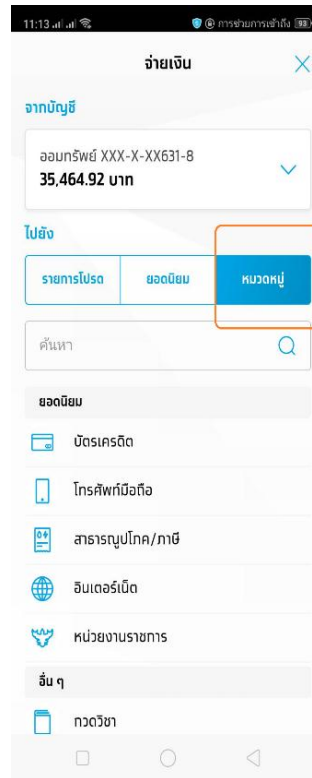 11:13
การช่วยการเข้าถึง 93
จ่ายเงิน
จากบัญชี
ออมทรัพย์ XXX-X-XX631-8
35,464.92 บาท
ไปยัง
รายการโปรด ยอดนิยม หมวดหมู่
ค้นหา
ยอดนิยม
บัตรเครดิต
โทรศัพท์มือถือ
สาธารณูปโภค/ภาษี
อินเตอร์เน็ต
หน่วยงานราชการ
อื่น ๆ
กวดวิชา